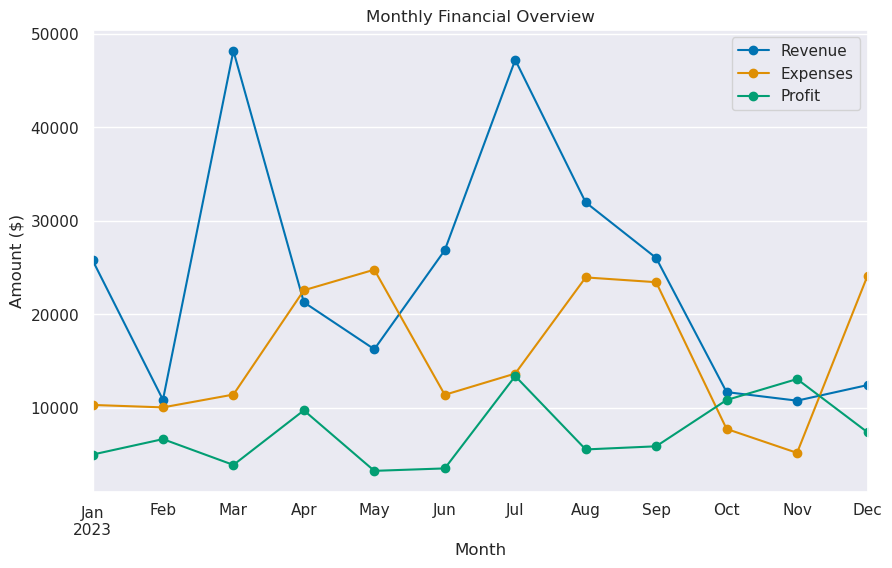 Monthly Financial Overview
Revenue
Expenses
Profit
50000
40000
30000
20000
10000
Amount ($)
Jan Feb Mar Apr May Jun Jul Aug Sep Oct Nov Dec
2023
Month